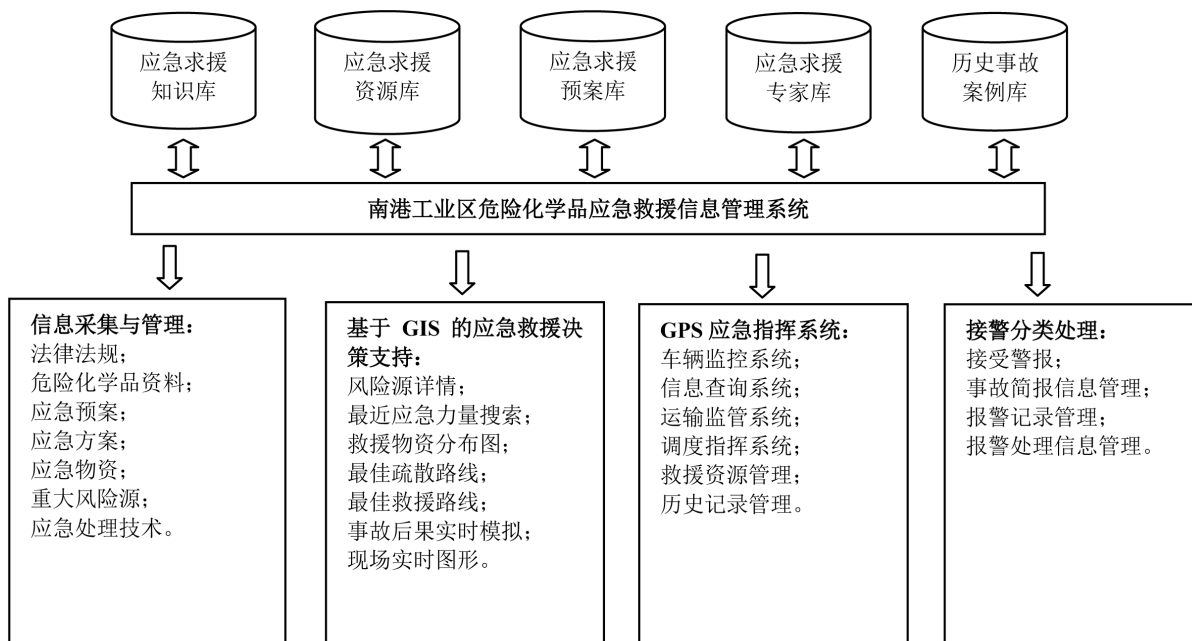 应急求援
知识库
应急求援
资源库
应急求援
预案库
应急求援
专家库
历史事故
案例库
南港工业区危险化学品应急救援信息管理系统
信息采集与管理：
法律法规；
危险化学品资料；
应急预案；
应急方案；
应急物资；
重大风险源；
应急处理技术。
基于 GIS 的应急救援决
策支持：
风险源详情；
最近应急力量搜索；
救援物资分布图；
最佳疏散路线；
最佳救援路线；
事故后果实时模拟；
现场实时图形。
GPS 应急指挥系统：
车辆监控系统；
信息查询系统；
运输监管系统；
调度指挥系统；
救援资源管理；
历史记录管理。
接警分类处理：
接受警报；
事故简报信息管理；
报警记录管理；
报警处理信息管理。